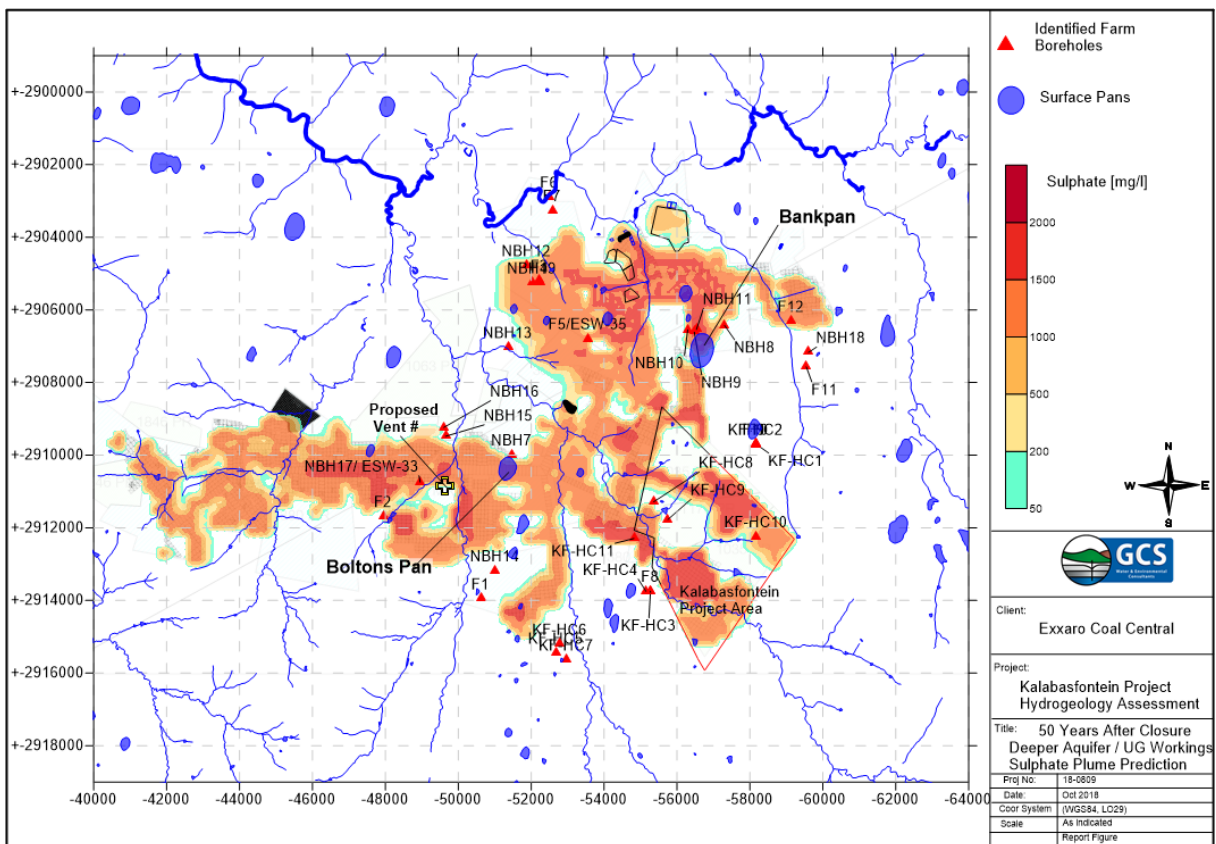 +-2900000
+-2902000
+-2904000
+-2906000
+-2908000
+-2910000
+-2912000
+-2914000
+-2916000
+-2918000
-40000
-42000
-44000
-46000
-48000
-50000
-52000
-54000
-56000
-58000
-60000
-62000
-64000
F6
F7
Bankpan
NBH12
NBH13
F5/ESW-35
NBH11
F12
NBH10
NBH8
NBH18
NBH9
F11
NBH16
Proposed
Vent #
NBH15
NBH7
KF-HC2
KF-HC1
KF-HC8
NBH17/ ESW-33
KF-HC9
F2
KF-HC10
KF-HC11
Boltons Pan
NBH14
KF-HC4
F8
F1
Kalabasfontein
Project Area
KF-HC3
KF-HC6
KF-HC7
Identified Farm
Boreholes
Surface Pans
Sulphate [mg/l]
2000
1500
1000
500
200
50
N
W
E
S
GCS
Water & Environmental
Consultants
Client:
Exxaro Coal Central
Project:
Kalabasfontein Project
Hydrogeology Assessment
Title: 50 Years After Closure
Deeper Aquifer / UG Workings
Sulphate Plume Prediction
Proj No: 18-0809
Date: Oct 2018
Coor System (WGS84, LO29)
Scale As Indicated
Report Figure